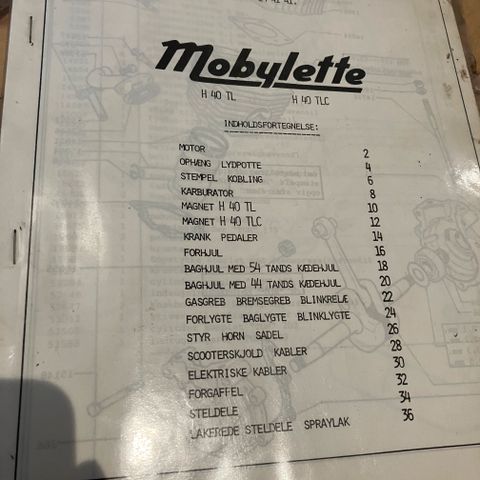 Mobylette
H 40 TL H 40 TLC
INDHOLDSFORTEGNELSE:
MOTOR 2
OPHÆNG LYDPOTTE 4
STEMPEL KOBLING 6
KARBURATOR 8
MAGNET H 40 TL 10
MAGNET H 40 TLC 12
KRANK PEDALER 14
FORHJUL 16
BAGHJUL MED 54 TANDS KÆDEHJUL 18
BAGHJUL MED 44 TANDS KÆDEHJUL 20
GASGREB BREMSEGREB BLINKRELÆ 22
FORLYGTE BAGLYGTE BLINKLYGTE 24
STYR HORN SADEL 26
SCOOTERSKJOLD KABLER 28
ELEKTRISKE KABLER 30
FORGAFFEL 32
STELDELE 34
LAKEREDE STELDELE SPRAYLAK 36